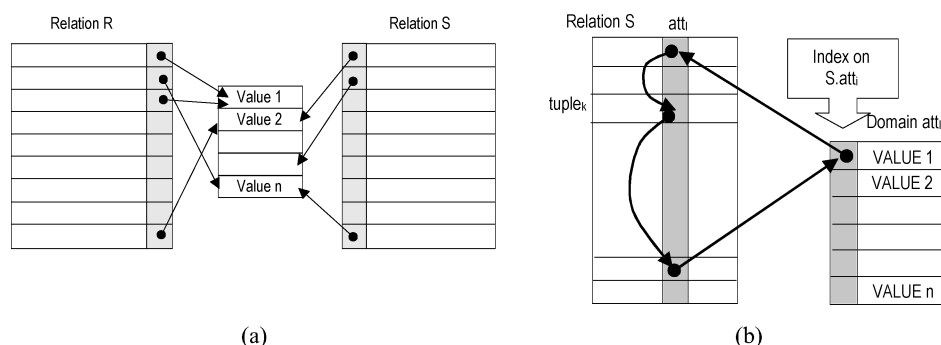 Relation R
Relation S
Value 1
Value 2
Value n
(a)
Relation S attᵢ
Index on
S.attᵢ
tupleₖ
Domain attᵢ
VALUE 1
VALUE 2
VALUE n
(b)